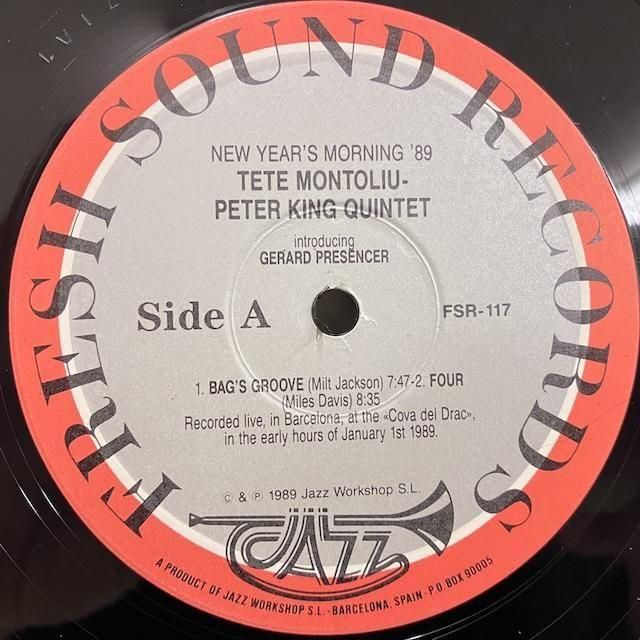 FRESH SOUND RECORDS
NEW YEAR'S MORNING '89
TETE MONTOLIU-
PETER KING QUINTET
introducing
GERARD PRESENCER
Side A
FSR-117
1. BAG'S GROOVE (Milt Jackson) 7:47-2. FOUR
(Miles Davis) 8:35
Recorded live, in Barcelona, at the «Cova del Drac»,
in the early hours of January 1st 1989.
© & ℗ 1989 Jazz Workshop S.L.
JAZZ
A PRODUCT OF JAZZ WORKSHOP S.L.-BARCELONA. SPAIN-P.O. BOX 90005